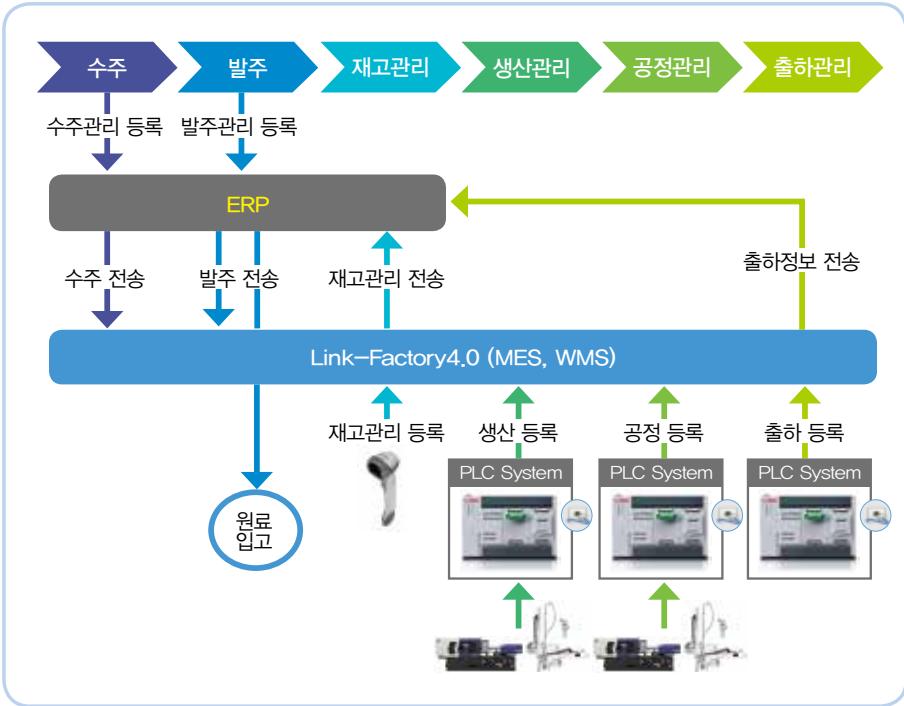 수주
발주
재고관리
생산관리
공정관리
출하관리
수주관리 등록
발주관리 등록
ERP
수주 전송
발주 전송
재고관리 전송
출하정보 전송
Link-Factory4.0 (MES, WMS)
재고관리 등록
생산 등록
공정 등록
출하 등록
PLC System
PLC System
PLC System
원료
입고